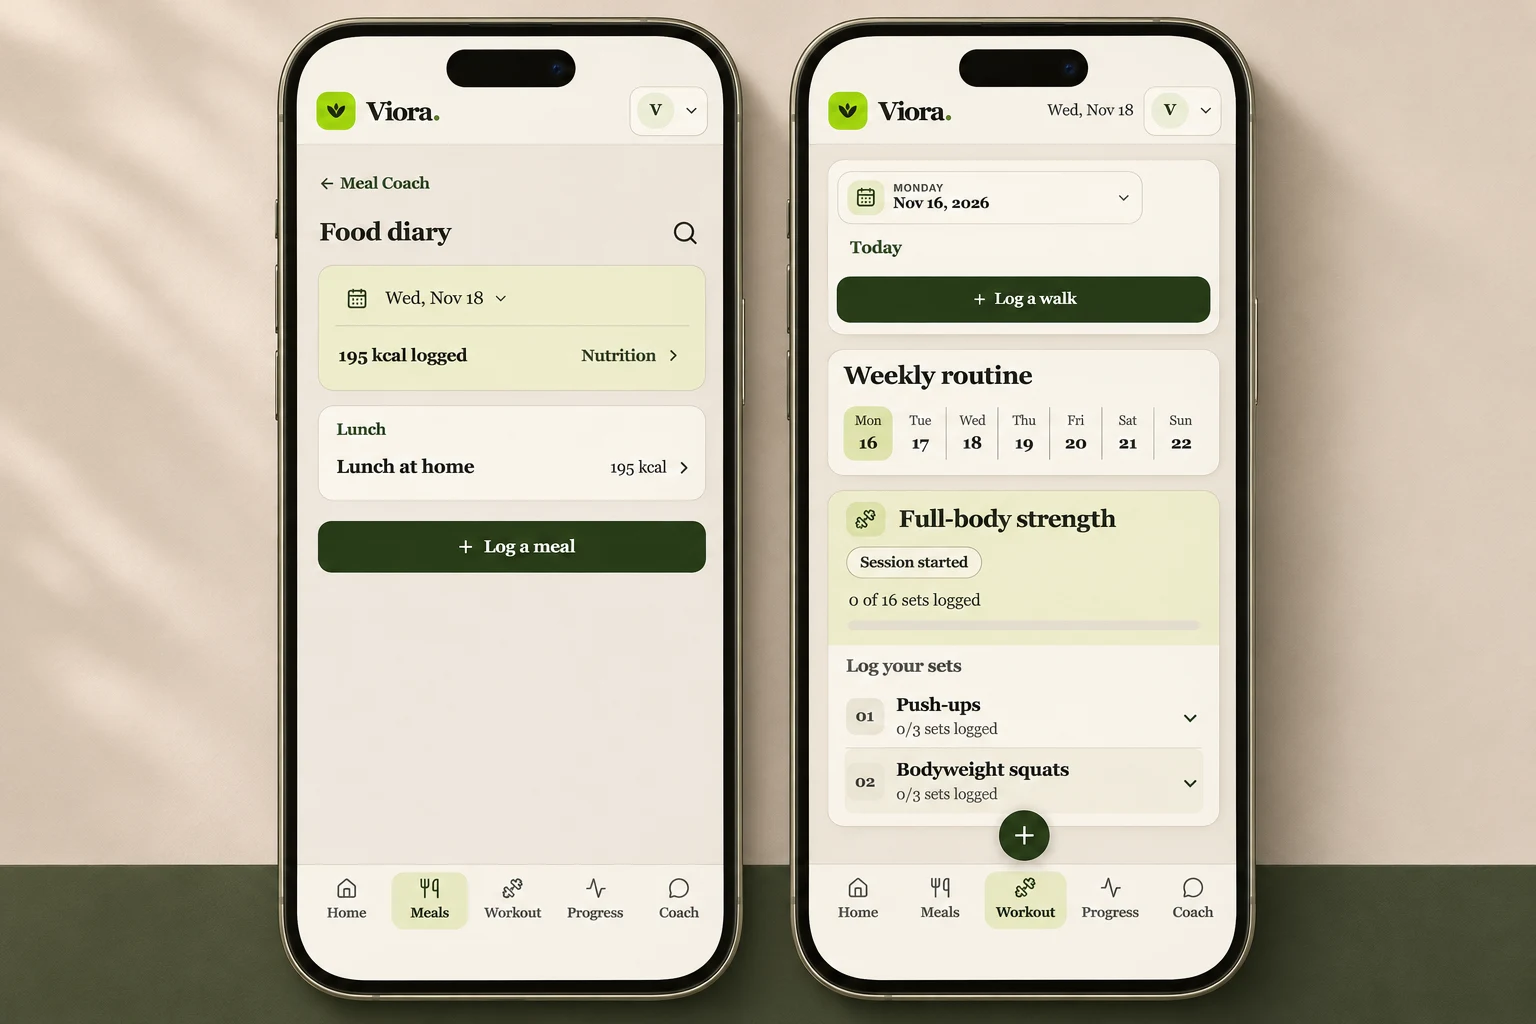 Viora.
V
← Meal Coach
Food diary
Wed, Nov 18
195 kcal logged
Nutrition
Lunch
Lunch at home
195 kcal
+ Log a meal
Home
Meals
Workout
Progress
Coach
Viora.
Wed, Nov 18
V
MONDAY
Nov 16, 2026
Today
+ Log a walk
Weekly routine
Mon Tue Wed Thu Fri Sat Sun
16 17 18 19 20 21 22
Full-body strength
Session started
0 of 16 sets logged
Log your sets
01
Push-ups
0/3 sets logged
02
Bodyweight squats
0/3 sets logged
+
Home
Meals
Workout
Progress
Coach